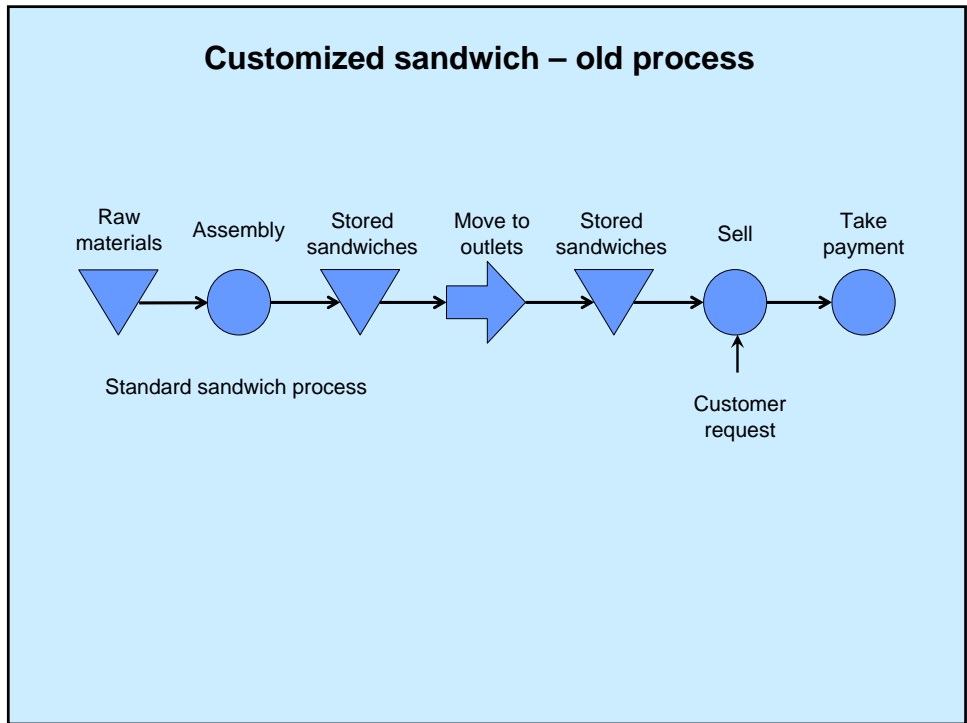 Customized sandwich – old process
Raw
materials
Assembly
Stored
sandwiches
Move to
outlets
Stored
sandwiches
Sell
Take
payment
Standard sandwich process
Customer
request